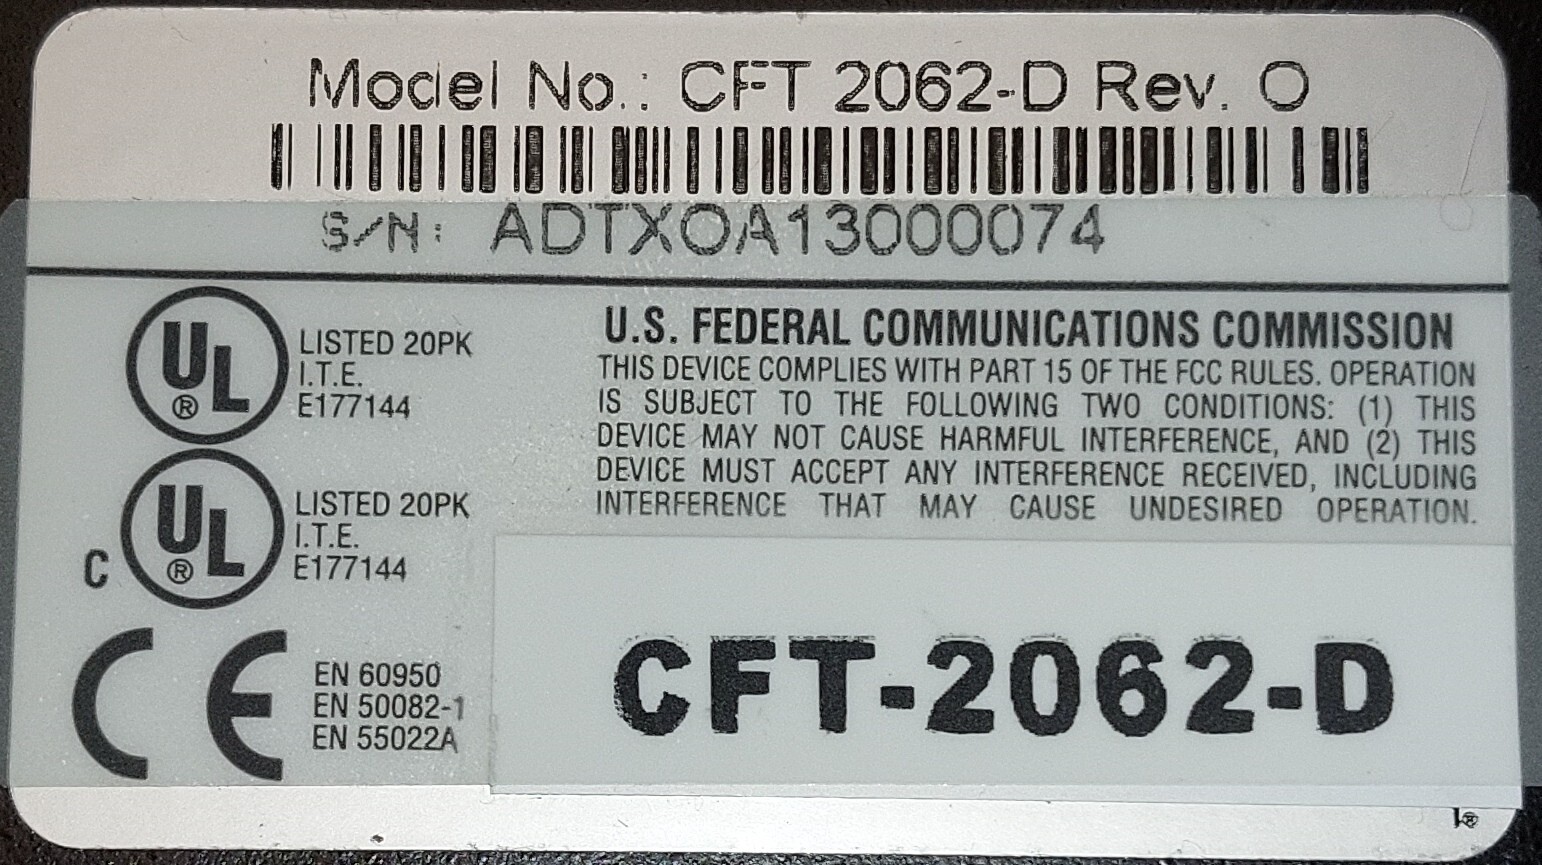 Model No.: CFT 2062-D Rev. O
S/N: ADTXOA13000074
UL
®
LISTED 20PK
I.T.E.
E177144
U.S. FEDERAL COMMUNICATIONS COMMISSION
THIS DEVICE COMPLIES WITH PART 15 OF THE FCC RULES. OPERATION
IS SUBJECT TO THE FOLLOWING TWO CONDITIONS: (1) THIS
DEVICE MAY NOT CAUSE HARMFUL INTERFERENCE, AND (2) THIS
DEVICE MUST ACCEPT ANY INTERFERENCE RECEIVED, INCLUDING
INTERFERENCE THAT MAY CAUSE UNDESIRED OPERATION.
C
UL
®
LISTED 20PK
I.T.E.
E177144
CE
EN 60950
EN 50082-1
EN 55022A
CFT-2062-D